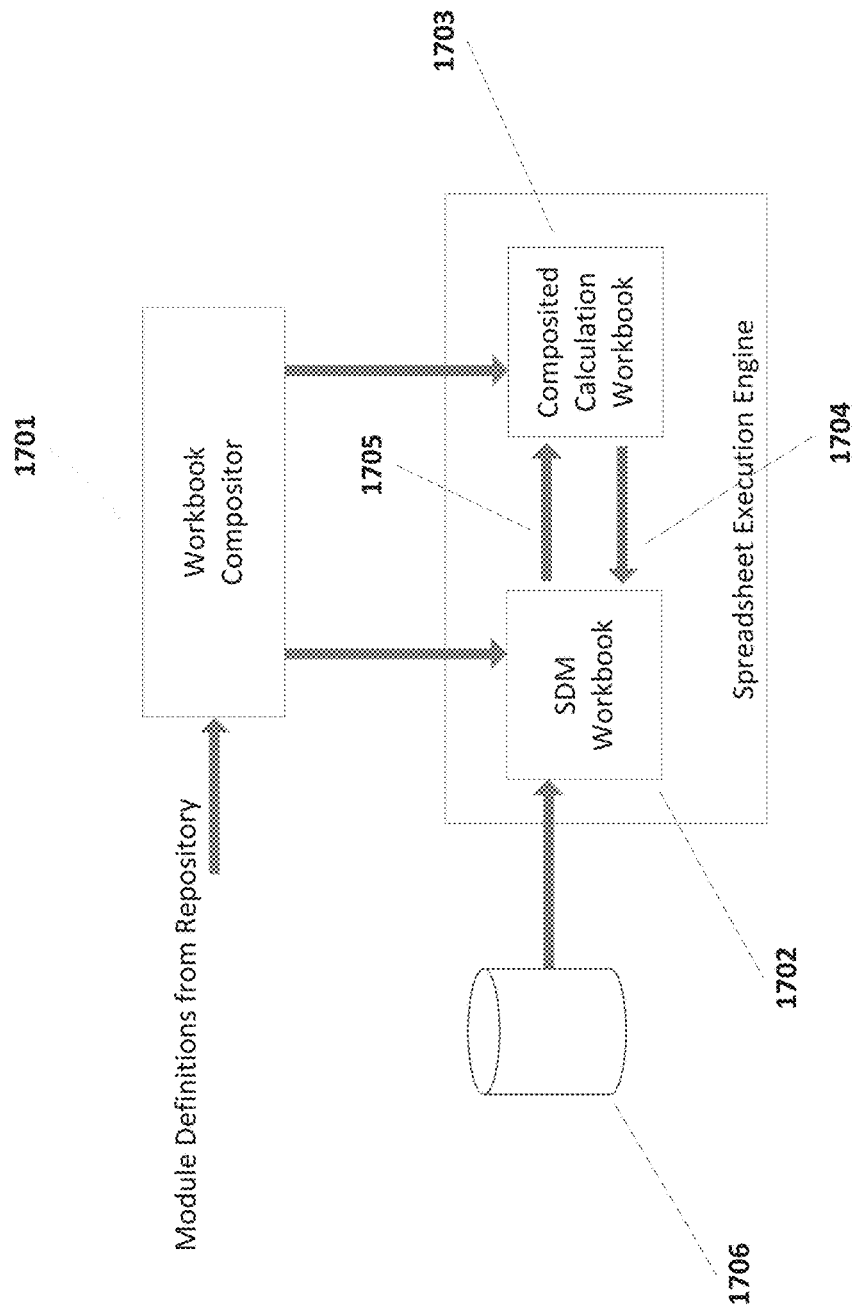 1701
Module Definitions from Repository
Workbook
Compositor
1705
1703
SDM
Workbook
Composited
Calculation
Workbook
Spreadsheet Execution Engine
1706
1702
1704